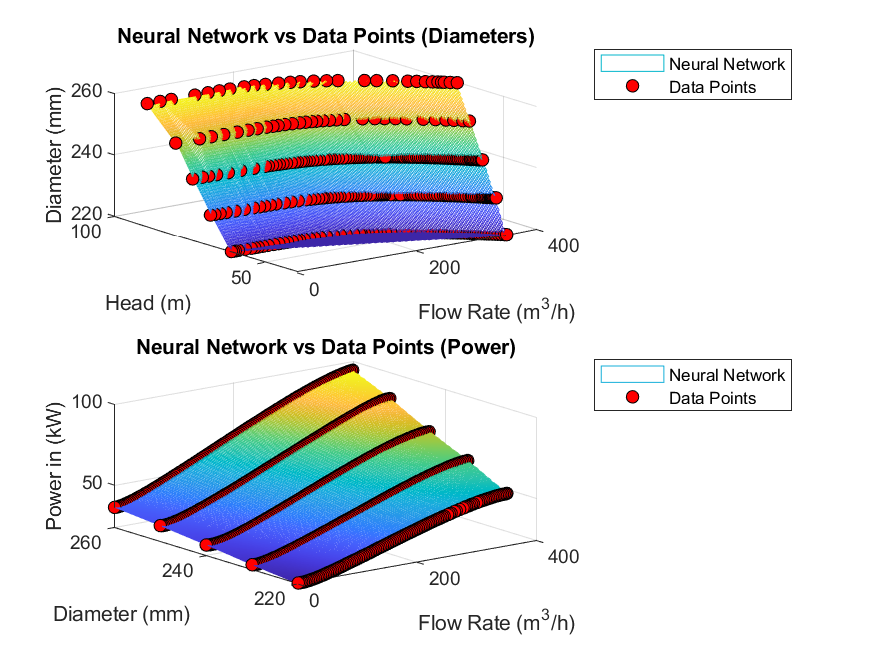 Neural Network vs Data Points (Diameters)
Neural Network
Data Points
Diameter (mm)
260
240
220
100
50
0
200
400
Head (m)
Flow Rate (m³/h)
Neural Network vs Data Points (Power)
Neural Network
Data Points
Power in (kW)
100
50
260
240
220
0
200
400
Diameter (mm)
Flow Rate (m³/h)